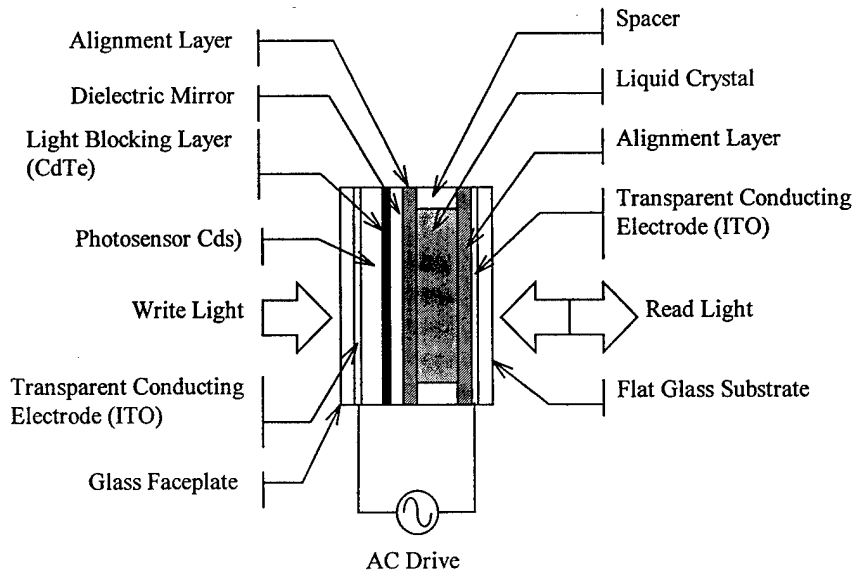 Alignment Layer
Dielectric Mirror
Light Blocking Layer
(CdTe)
Photosensor Cds)
Write Light
Transparent Conducting
Electrode (ITO)
Glass Faceplate
Spacer
Liquid Crystal
Alignment Layer
Transparent Conducting
Electrode (ITO)
Read Light
Flat Glass Substrate
AC Drive